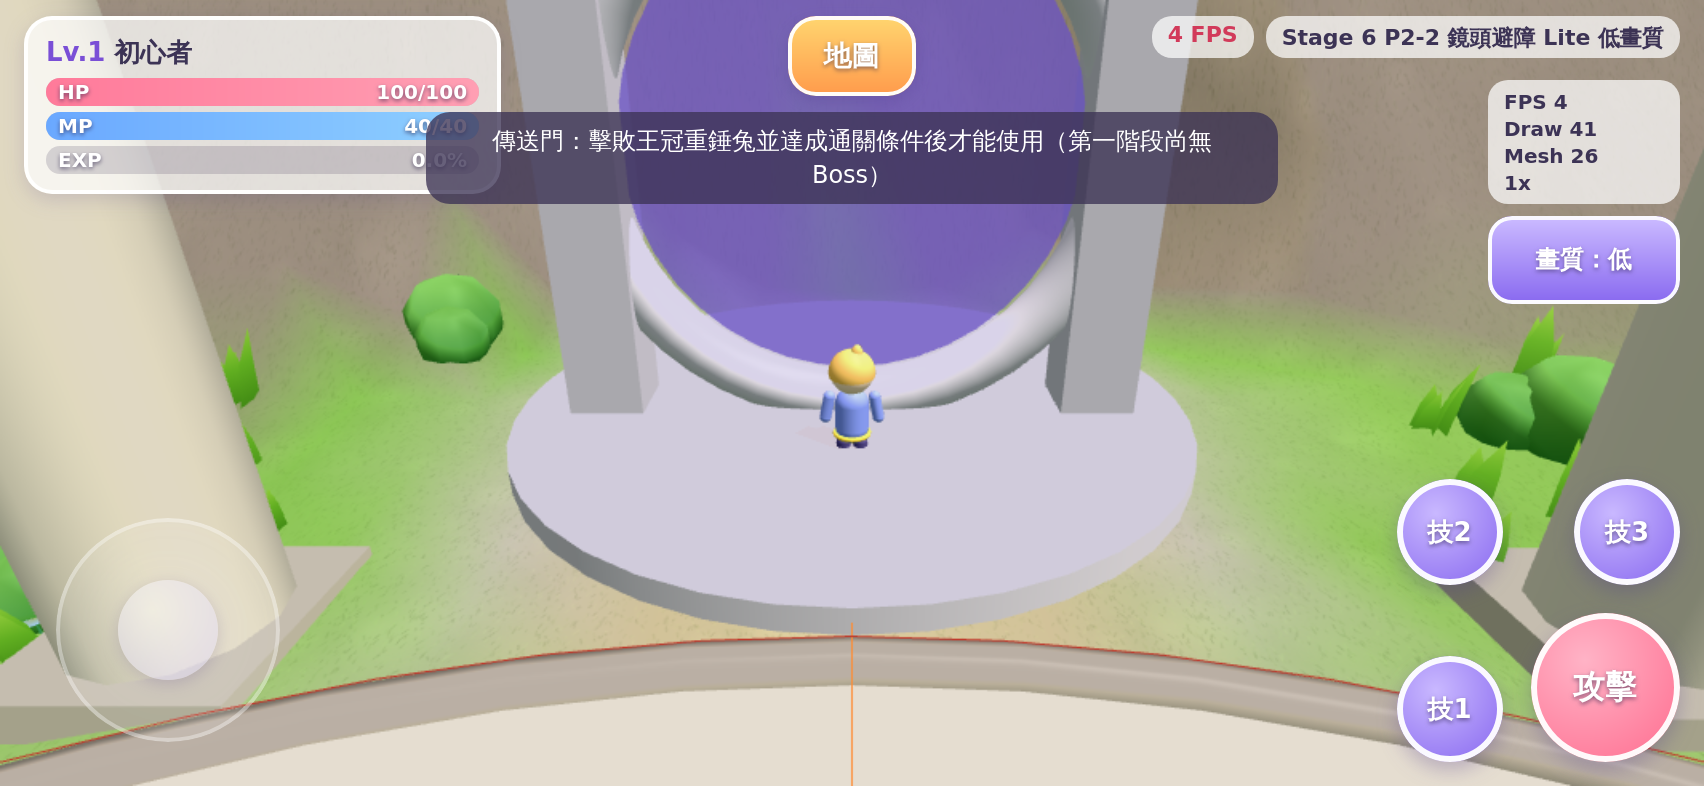 Lv.1 初心者
HP 100/100
MP 40/40
EXP 0.0%
地圖
4 FPS
Stage 6 P2-2 鏡頭避障 Lite 低畫質
傳送門：擊敗王冠重錘兔並達成通關條件後才能使用（第一階段尚無
Boss）
FPS 4
Draw 41
Mesh 26
1x
畫質：低
技2
技3
技1
攻擊